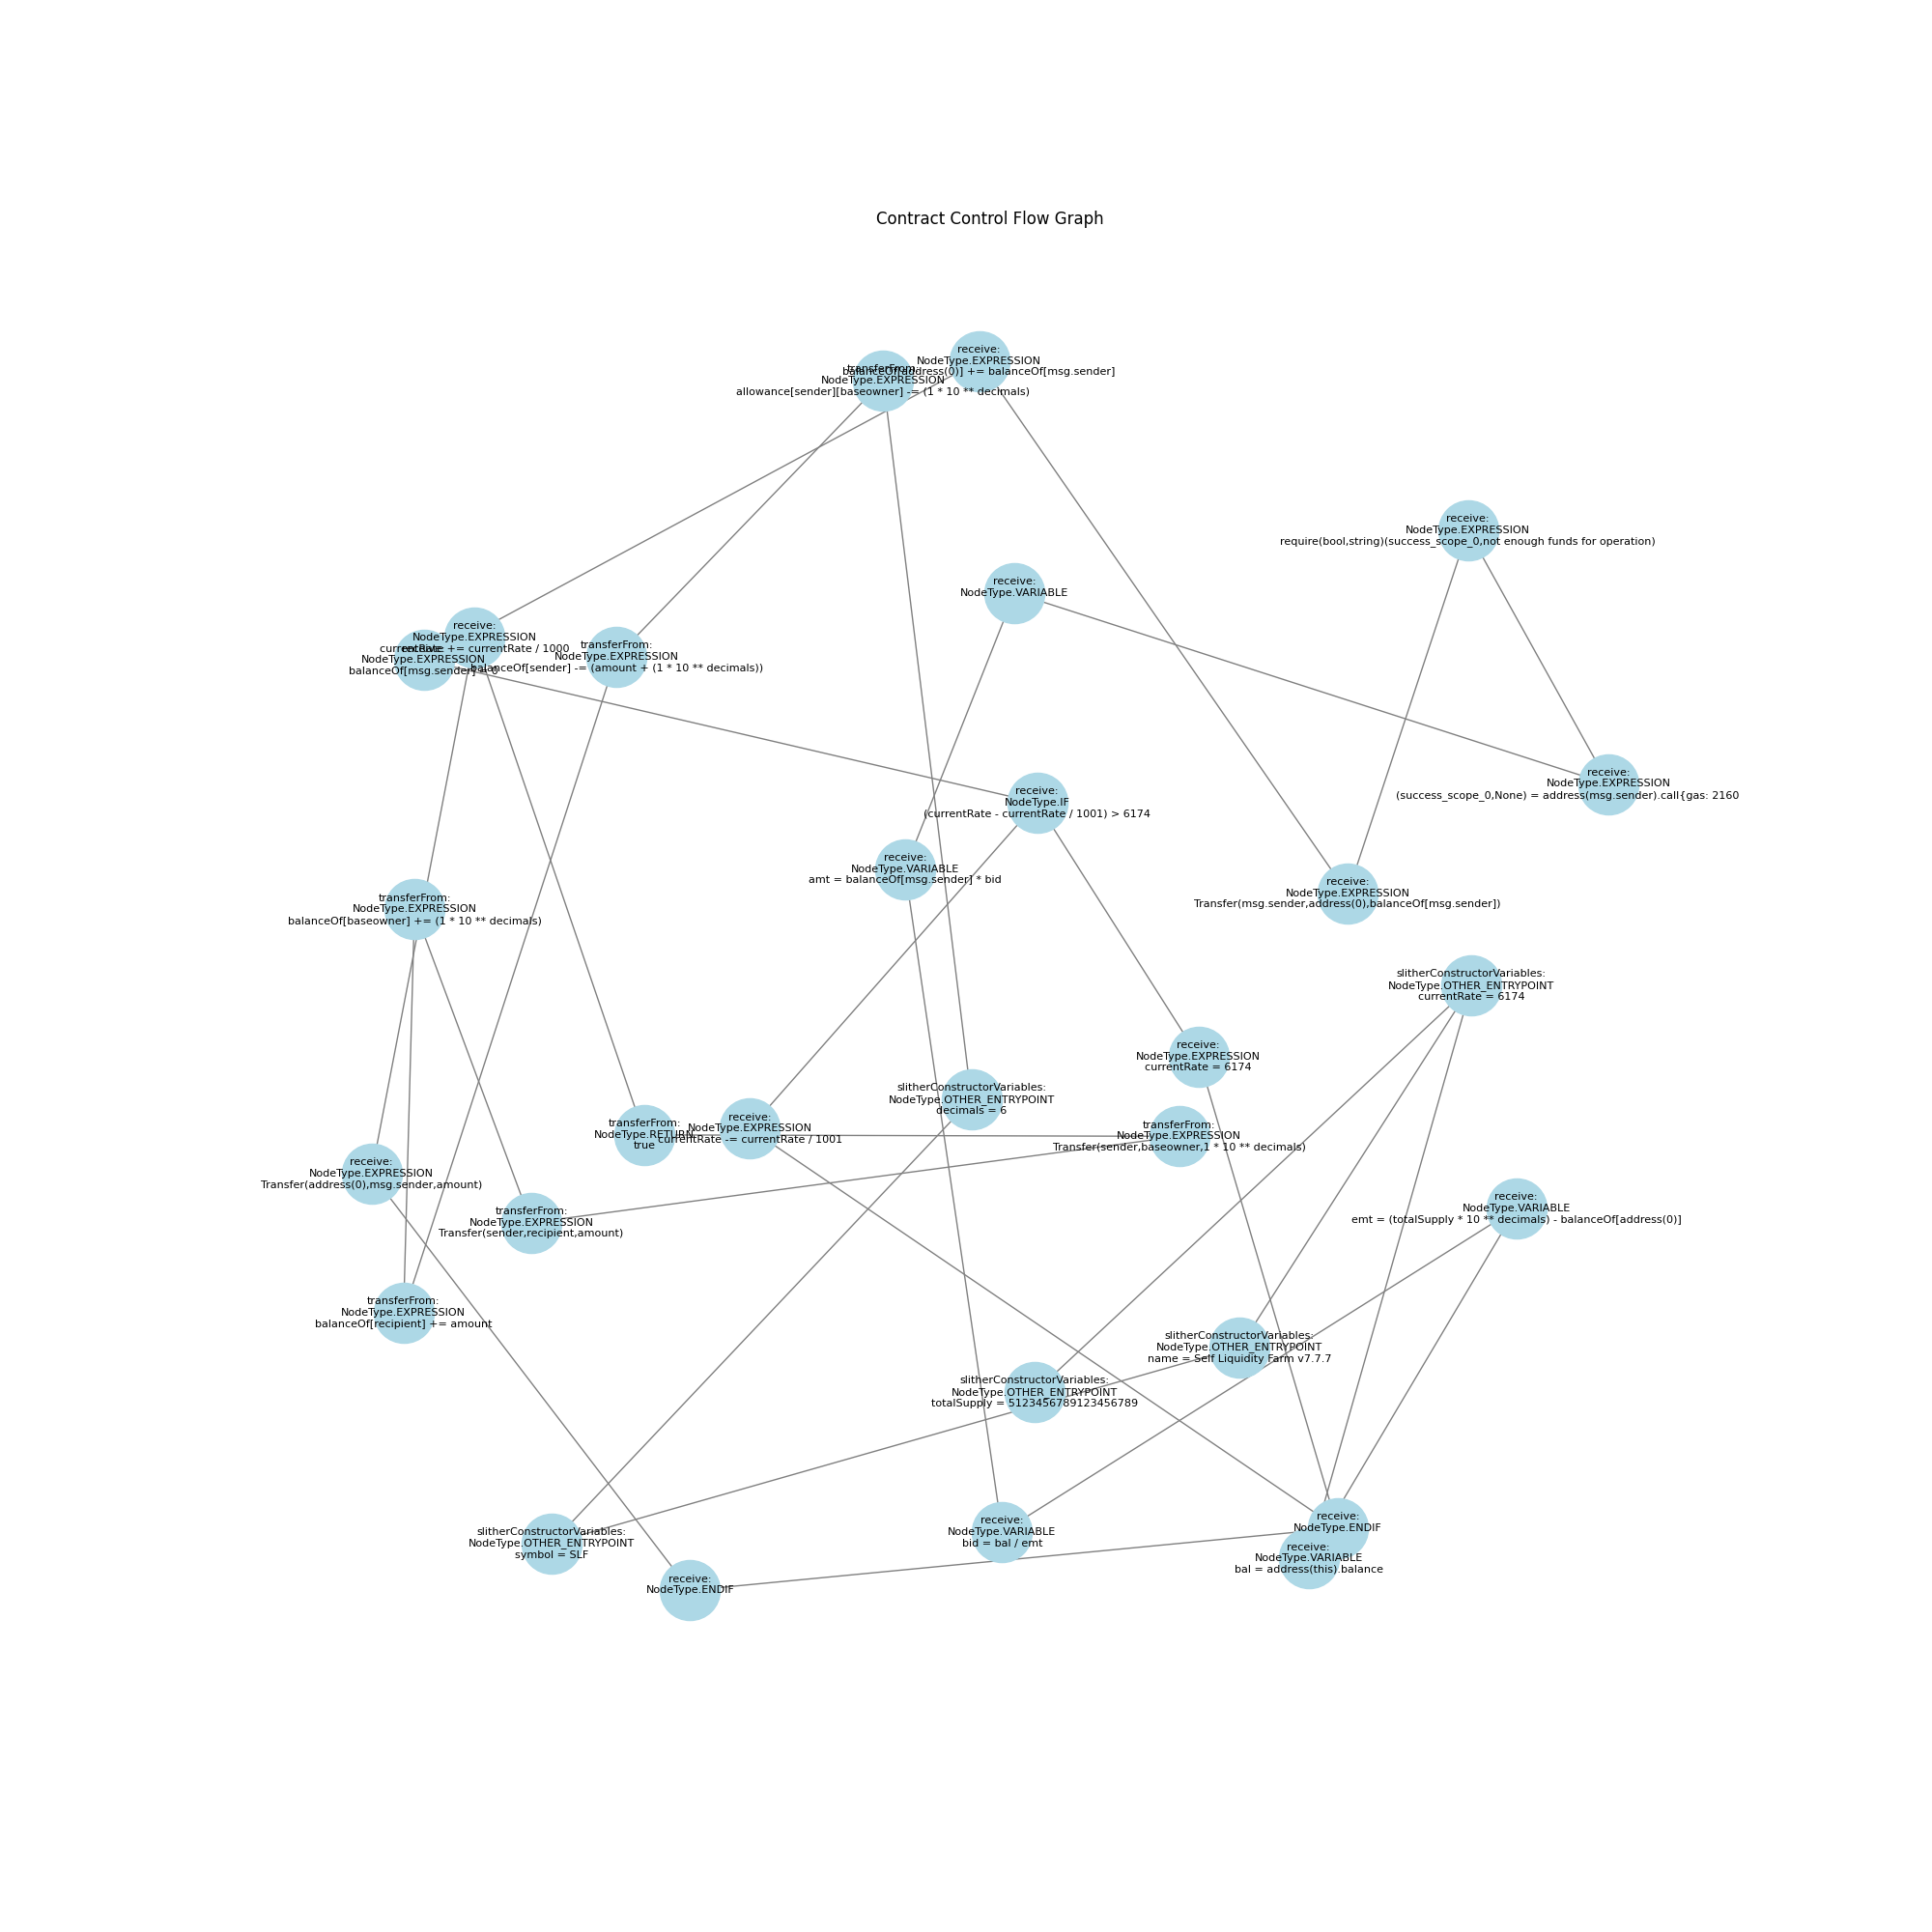 Contract Control Flow Graph
receive:
NodeType.EXPRESSION
balanceOf[address(0)] += balanceOf[msg.sender]
transferFrom:
NodeType.EXPRESSION
allowance[sender][baseowner] -= (1 * 10 ** decimals)
receive:
NodeType.EXPRESSION
require(bool,string)(success_scope_0,not enough funds for operation)
receive:
NodeType.VARIABLE
receive:
NodeType.EXPRESSION
currentRate += currentRate / 1000
receive:
NodeType.EXPRESSION
balanceOf[msg.sender] = 0
transferFrom:
NodeType.EXPRESSION
balanceOf[sender] -= (amount + (1 * 10 ** decimals))
receive:
NodeType.EXPRESSION
(success_scope_0,None) = address(msg.sender).call{gas: 2160
receive:
NodeType.IF
(currentRate - currentRate / 1001) > 6174
receive:
NodeType.VARIABLE
amt = balanceOf[msg.sender] * bid
receive:
NodeType.EXPRESSION
Transfer(msg.sender,address(0),balanceOf[msg.sender])
transferFrom:
NodeType.EXPRESSION
balanceOf[baseowner] += (1 * 10 ** decimals)
slitherConstructorVariables:
NodeType.OTHER_ENTRYPOINT
currentRate = 6174
receive:
NodeType.EXPRESSION
currentRate = 6174
slitherConstructorVariables:
NodeType.OTHER_ENTRYPOINT
decimals = 6
transferFrom:
NodeType.RETURN
true
receive:
NodeType.EXPRESSION
currentRate -= currentRate / 1001
transferFrom:
NodeType.EXPRESSION
Transfer(sender,baseowner,1 * 10 ** decimals)
receive:
NodeType.EXPRESSION
Transfer(address(0),msg.sender,amount)
transferFrom:
NodeType.EXPRESSION
Transfer(sender,recipient,amount)
receive:
NodeType.VARIABLE
emt = (totalSupply * 10 ** decimals) - balanceOf[address(0)]
transferFrom:
NodeType.EXPRESSION
balanceOf[recipient] += amount
slitherConstructorVariables:
NodeType.OTHER_ENTRYPOINT
name = Self Liquidity Farm v7.7.7
slitherConstructorVariables:
NodeType.OTHER_ENTRYPOINT
totalSupply = 5123456789123456789
slitherConstructorVariables:
NodeType.OTHER_ENTRYPOINT
symbol = SLF
receive:
NodeType.VARIABLE
bid = bal / emt
receive:
NodeType.ENDIF
receive:
NodeType.VARIABLE
bal = address(this).balance
receive:
NodeType.ENDIF